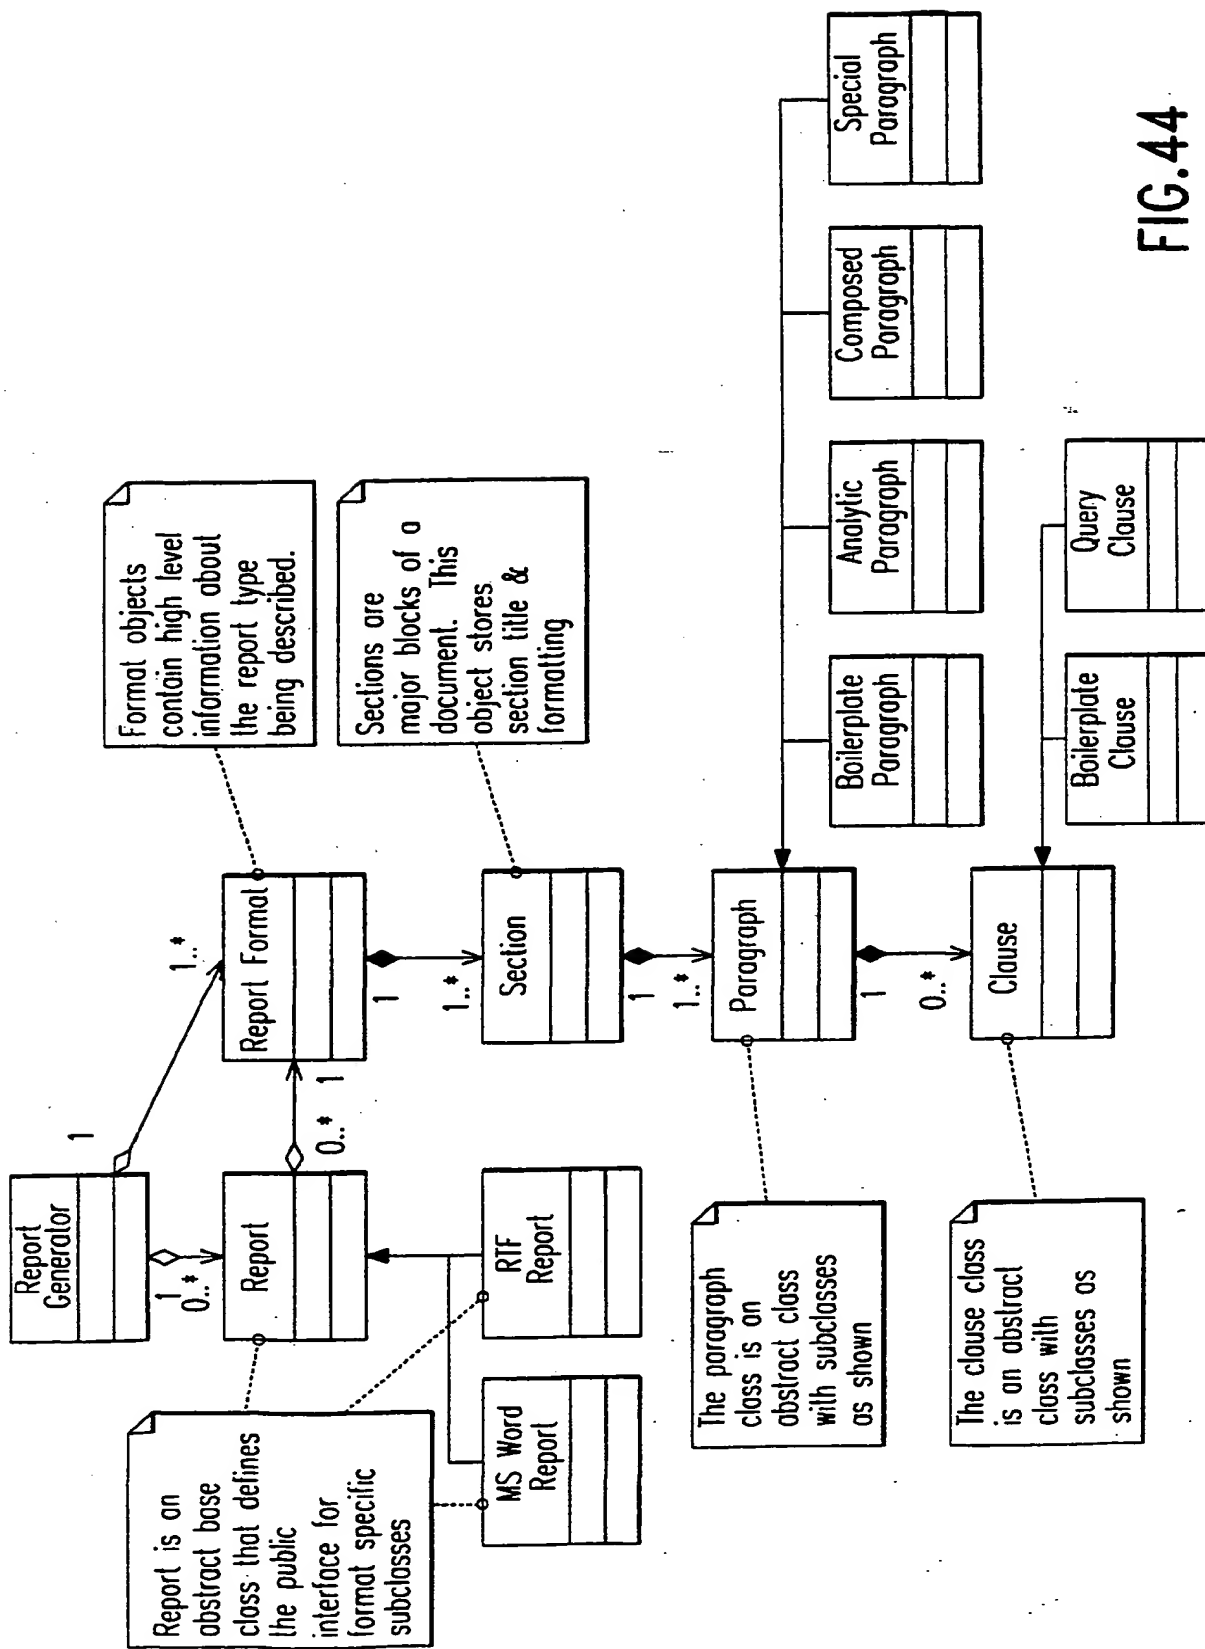 Report
Generator
1
1
0..*
1..*
Report is an
abstract base
class that defines
the public
interface for
format specific
subclasses
Report
0..*
1
Report Format
Format objects
contain high level
information about
the report type
being described.
1
1..*
MS Word
Report
RTF
Report
Section
Sections are
major blocks of a
document. This
object stores
section title &
formatting
1
1..*
The paragraph
class is an
abstract class
with subclasses
as shown
Paragraph
Boilerplate
Paragraph
Analytic
Paragraph
Composed
Paragraph
Special
Paragraph
1
0..*
The clause class
is an abstract
class with
subclasses as
shown
Clause
Boilerplate
Clause
Query
Clause
FIG.44